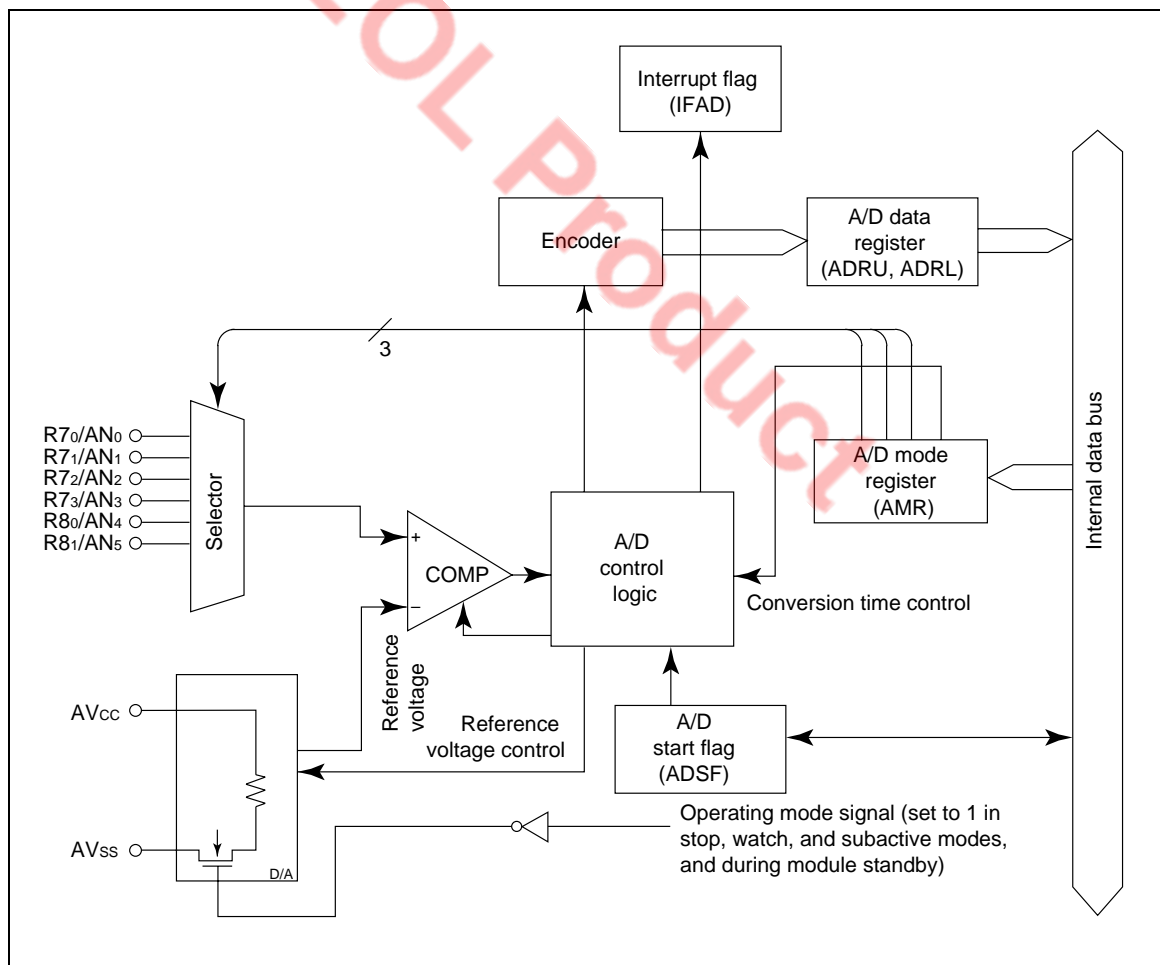 EOL Product
Interrupt flag
(IFAD)
Encoder
A/D data
register
(ADRU, ADRL)
3
R70/AN0
R71/AN1
R72/AN2
R73/AN3
R80/AN4
R81/AN5
Selector
+
COMP
−
A/D
control
logic
A/D mode
register
(AMR)
Internal data bus
Conversion time control
Reference
voltage
AVCC
Reference
voltage control
A/D
start flag
(ADSF)
AVSS
D/A
Operating mode signal (set to 1 in
stop, watch, and subactive modes,
and during module standby)